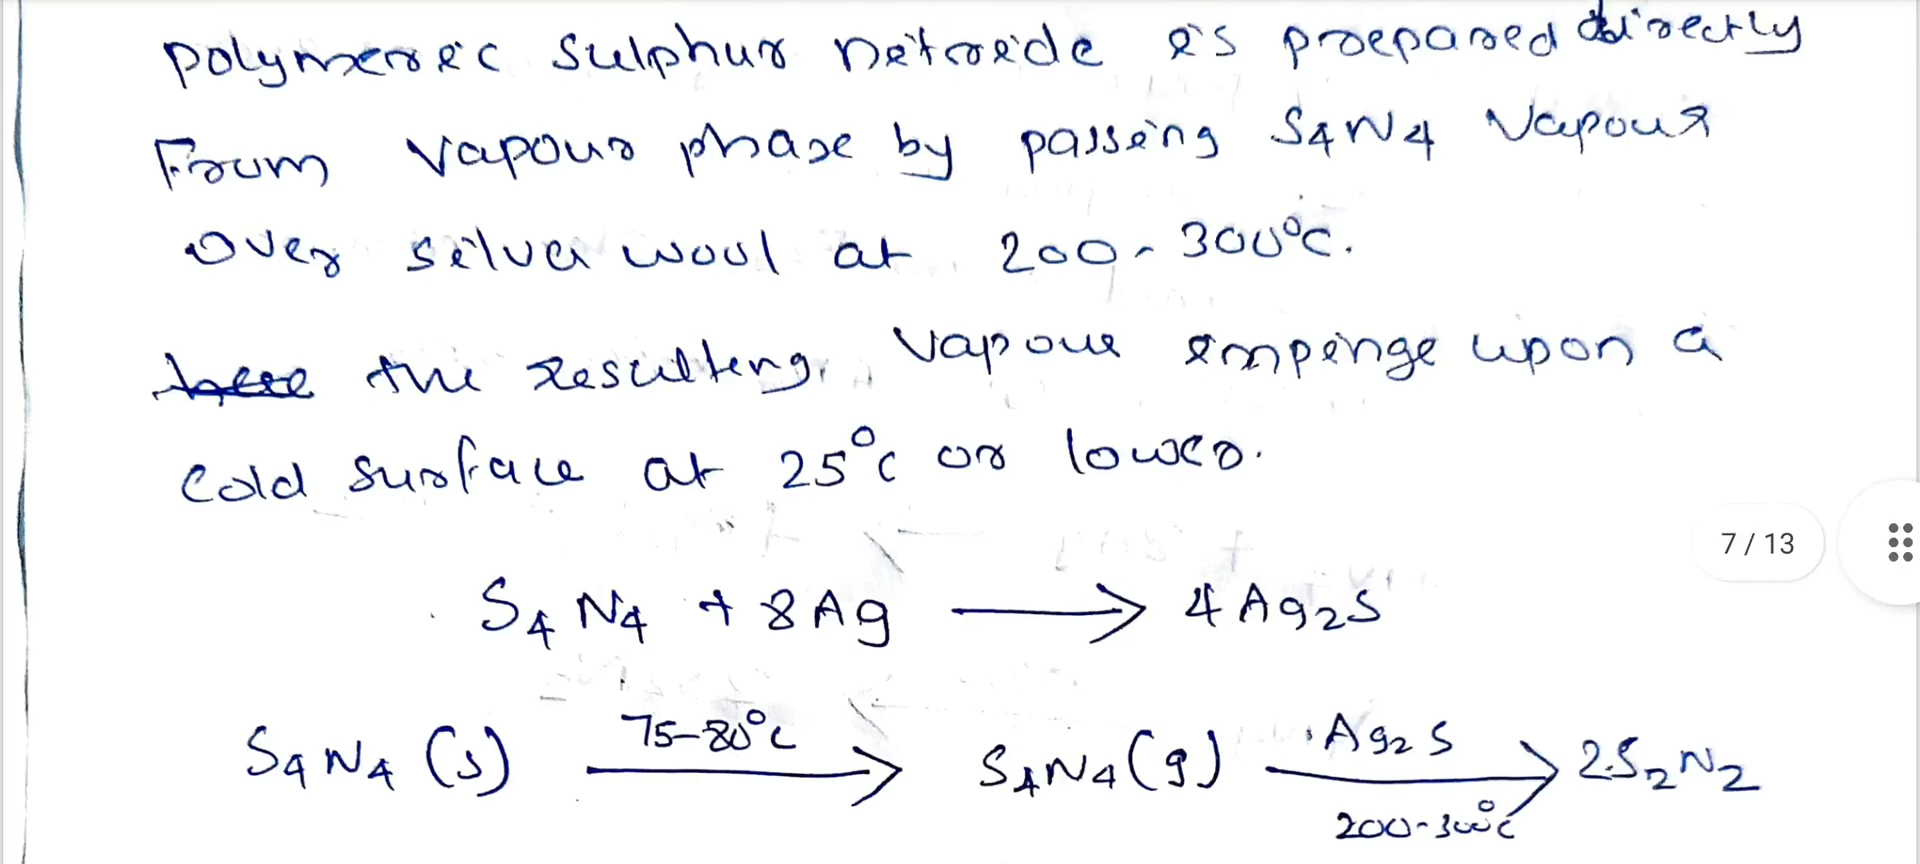 polymeric sulphur nitride is prepared directly
From vapour phase by passing S4N4 Vapour
over silver wool at 200-300°C.
the resulting vapour impinge upon a
cold surface at 25°C or lower.
7 / 13
S4N4 + 8Ag → 4Ag2S
75-80°C Ag2S
S4N4 (s) → S4N4 (g) → 2S2N2
200-300°C